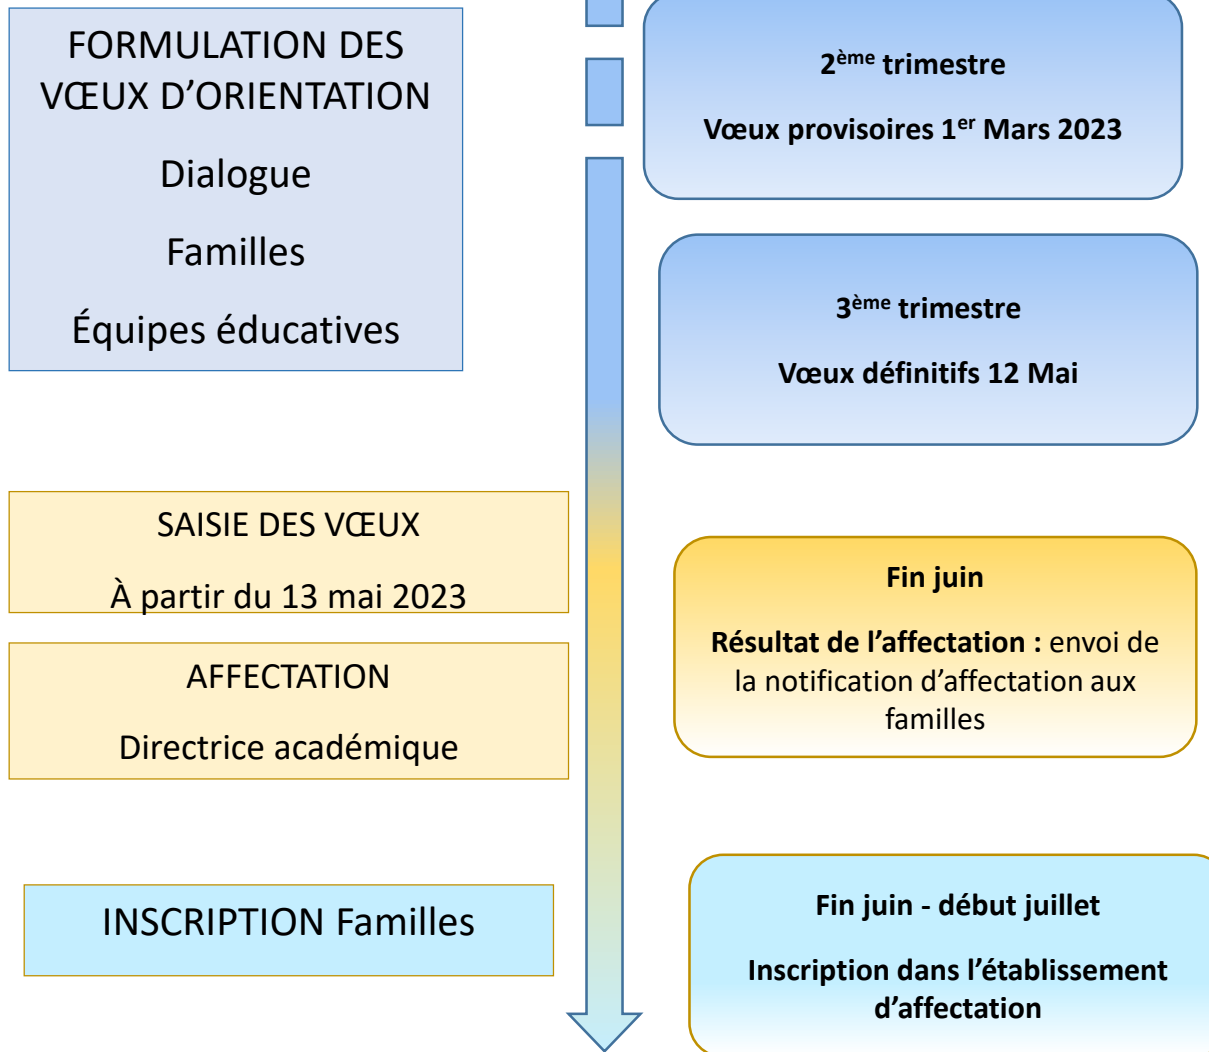 FORMULATION DES
VŒUX D’ORIENTATION
Dialogue
Familles
Équipes éducatives
2ème trimestre
Vœux provisoires 1er Mars 2023
3ème trimestre
Vœux définitifs 12 Mai
SAISIE DES VŒUX
À partir du 13 mai 2023
AFFECTATION
Directrice académique
Fin juin
Résultat de l’affectation : envoi de
la notification d’affectation aux
familles
INSCRIPTION Familles
Fin juin - début juillet
Inscription dans l’établissement
d’affectation